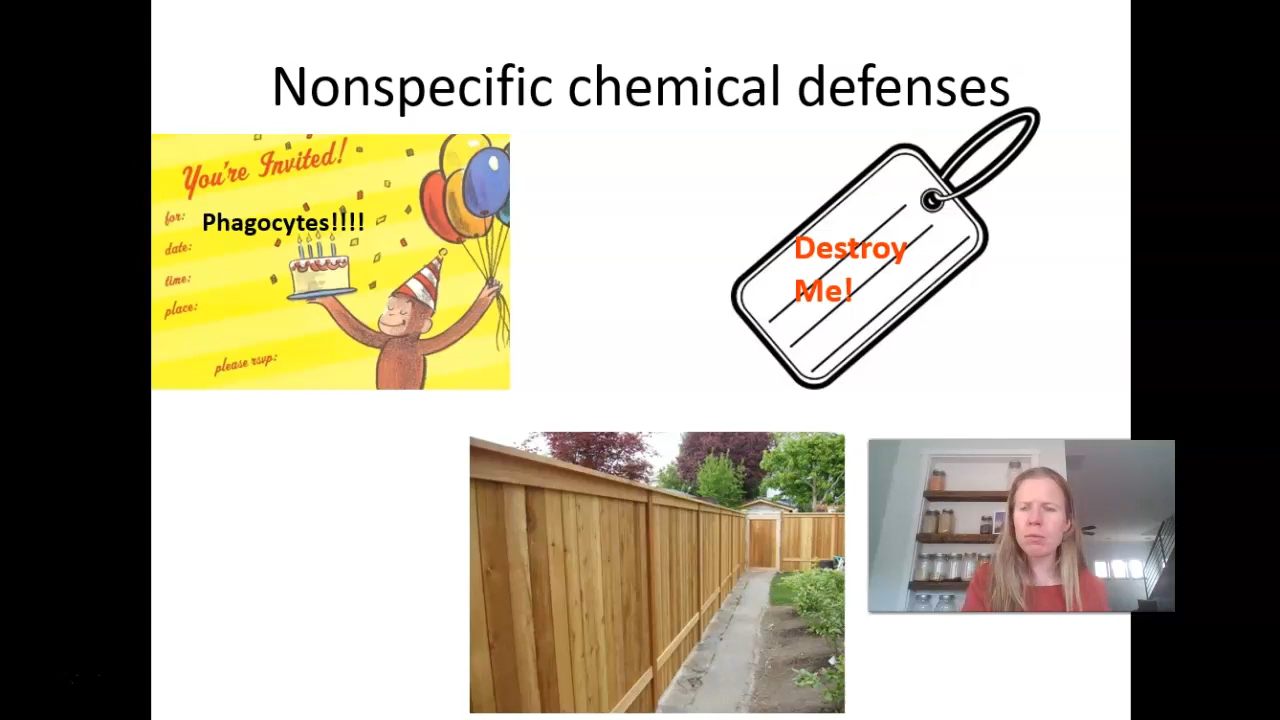 Nonspecific chemical defenses
You're Invited!
for:
Phagocytes!!!!
date:
time:
place:
please rsvp:
Destroy
Me!